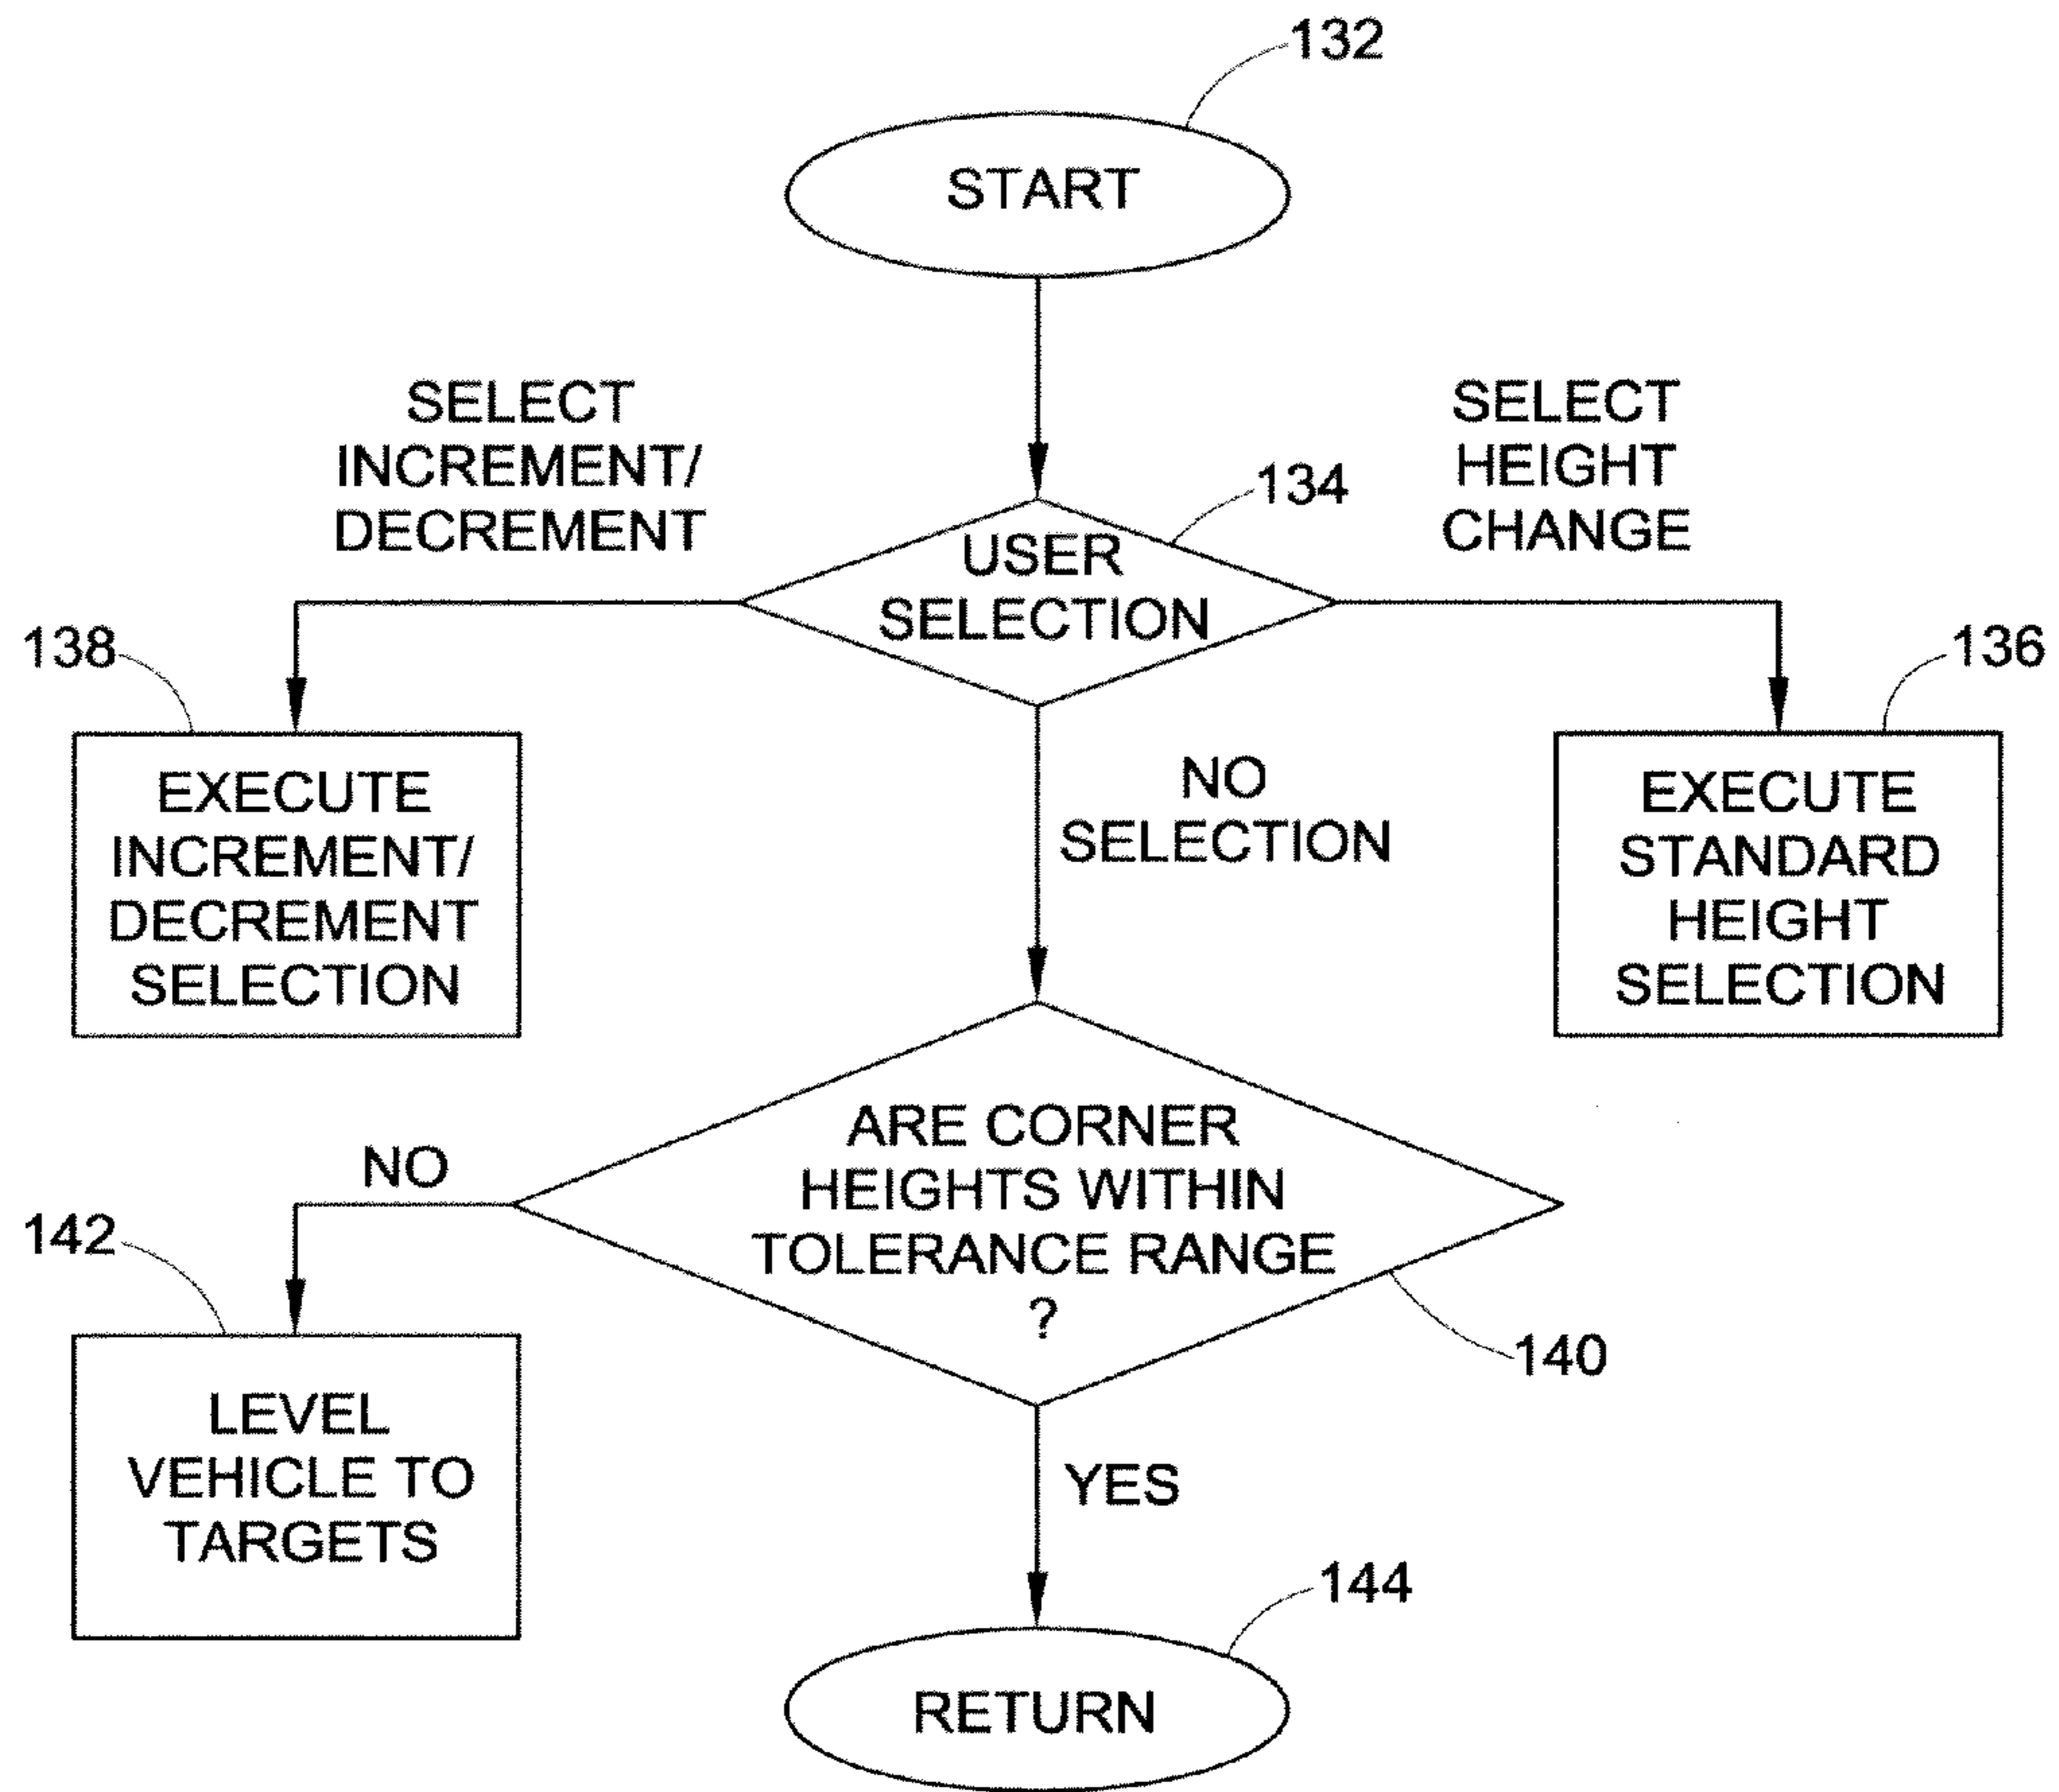 132
START
SELECT
INCREMENT/
DECREMENT
SELECT
HEIGHT
CHANGE
134
USER
SELECTION
138
136
EXECUTE
INCREMENT/
DECREMENT
SELECTION
NO
SELECTION
EXECUTE
STANDARD
HEIGHT
SELECTION
ARE CORNER
HEIGHTS WITHIN
TOLERANCE RANGE
?
NO
142
140
LEVEL
VEHICLE TO
TARGETS
YES
144
RETURN